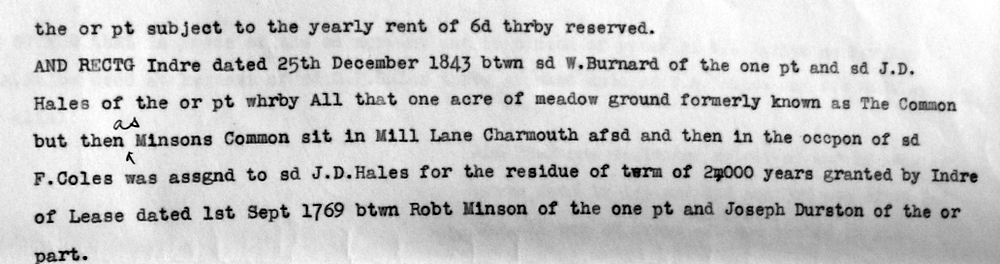 the or pt subject to the yearly rent of 6d thrby reserved.
AND RECTG Indre dated 25th December 1843 btwn sd W.Burnard of the one pt and sd J.D.
Hales of the or pt whrby All that one acre of meadow ground formerly known as The Common
but then as Minsons Common sit in Mill Lane Charmouth afsd and then in the occpon of sd
F.Coles was assgnd to sd J.D.Hales for the residue of term of 2,000 years granted by Indre
of Lease dated 1st Sept 1769 btwn Robt Minson of the one pt and Joseph Durston of the or
part.